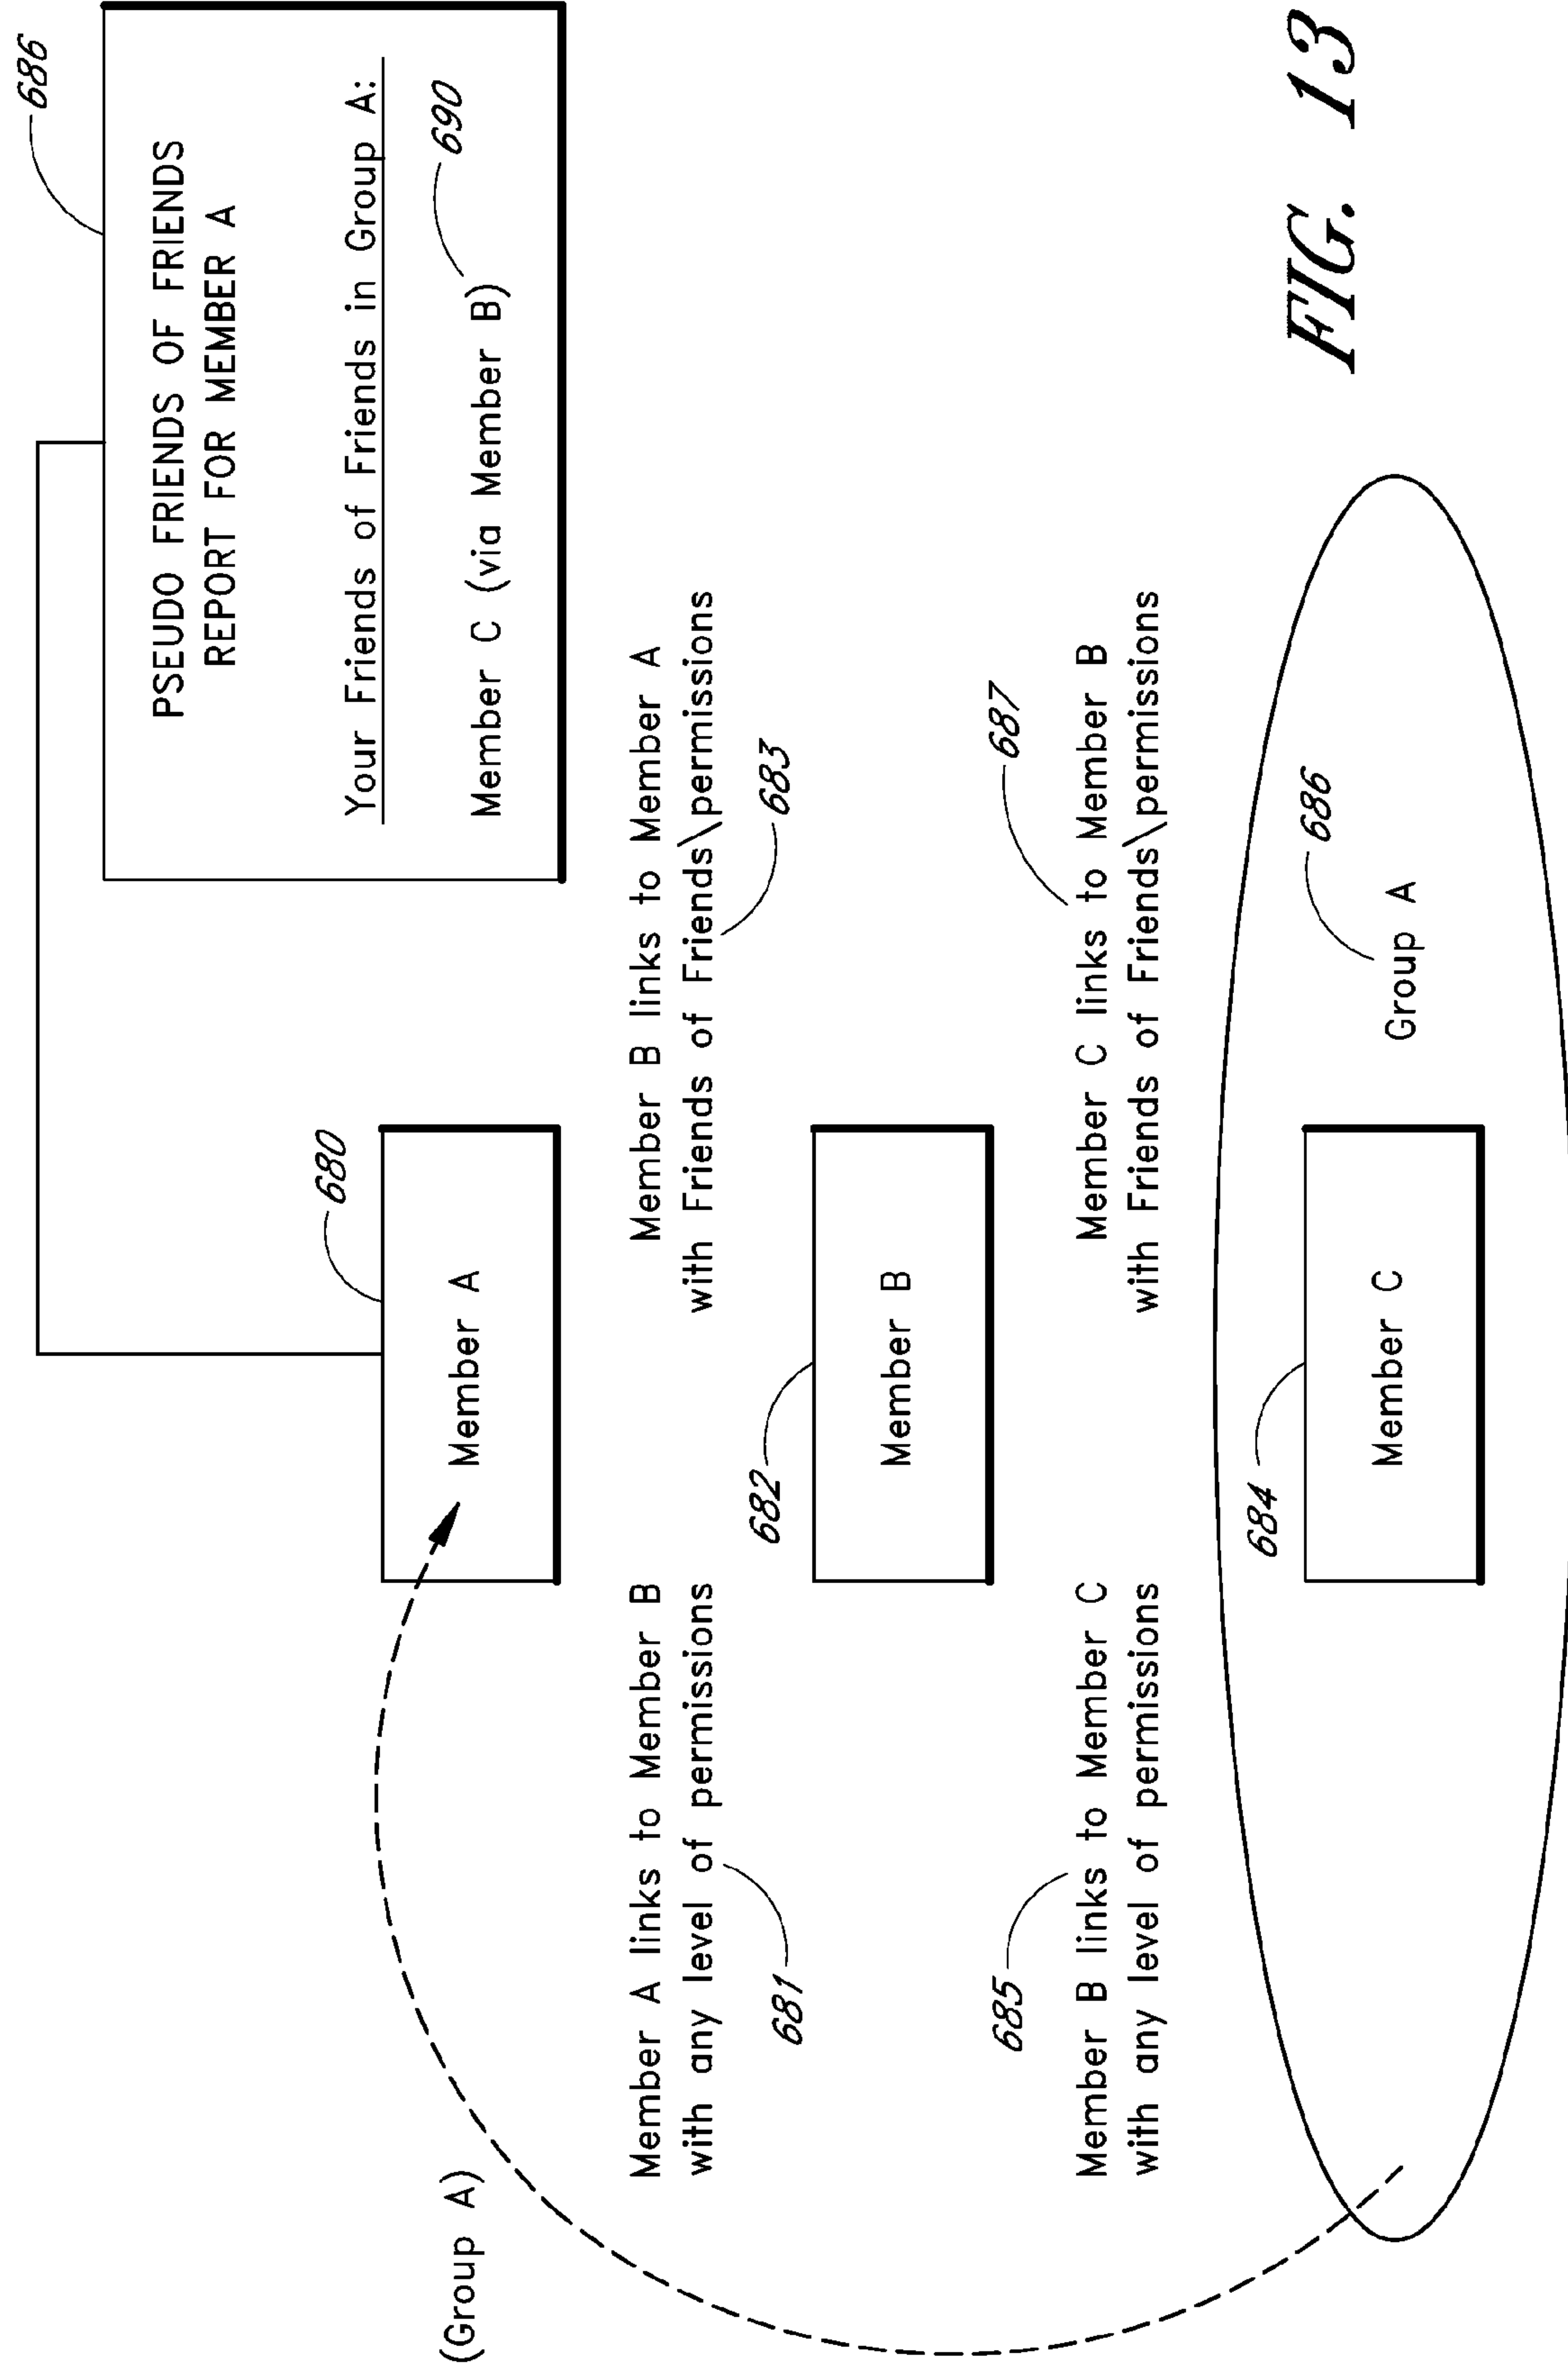 686
PSEUDO FRIENDS OF FRIENDS
REPORT FOR MEMBER A
Your Friends of Friends in Group A:
Member C (via Member B)
690
680
Member A
(Group A)
Member A links to Member B
with any level of permissions
681
Member B links to Member A
with Friends of Friends\permissions
683
682
Member B
685
Member B links to Member C
with any level of permissions
687
Member C links to Member B
with Friends of Friends\permissions
684
Member C
686
Group A
FIG. 13